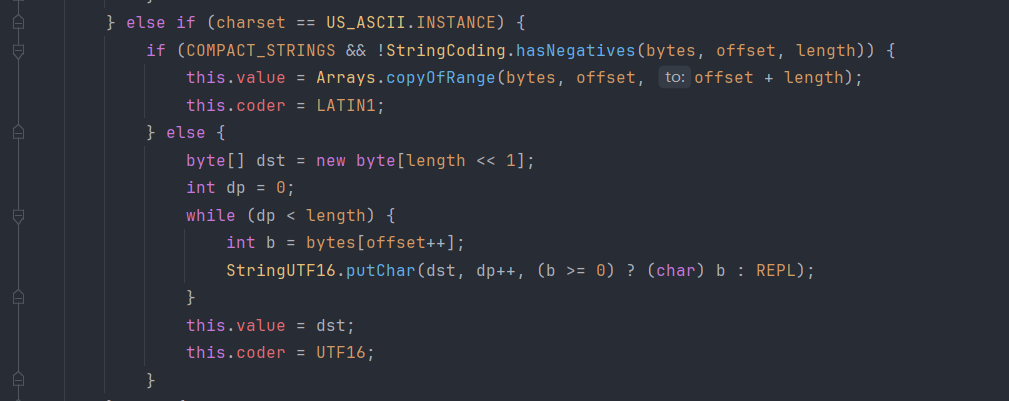 } else if (charset == US_ASCII.INSTANCE) {
if (COMPACT_STRINGS && !StringCoding.hasNegatives(bytes, offset, length)) {
this.value = Arrays.copyOfRange(bytes, offset, to: offset + length);
this.coder = LATIN1;
} else {
byte[] dst = new byte[length << 1];
int dp = 0;
while (dp < length) {
int b = bytes[offset++];
StringUTF16.putChar(dst, dp++, (b >= 0) ? (char) b : REPL);
}
this.value = dst;
this.coder = UTF16;
}